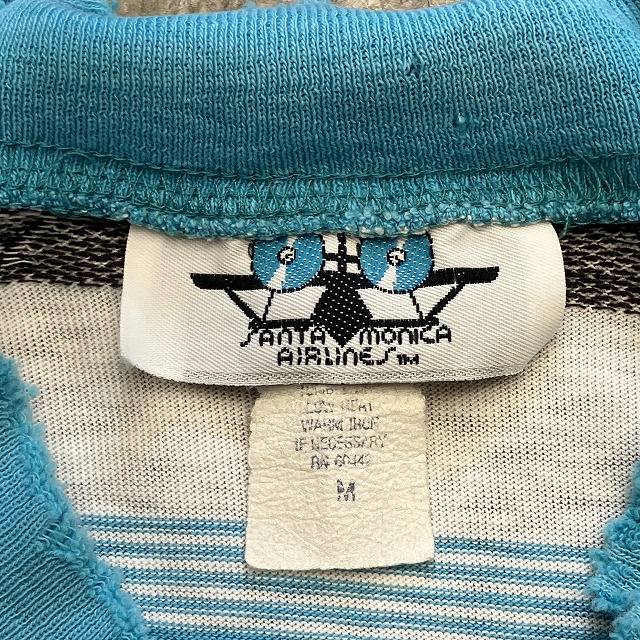 SANTA MONICA
AIRLINES TM
LOW HEAT
WARM IRON
IF NECESSARY
M